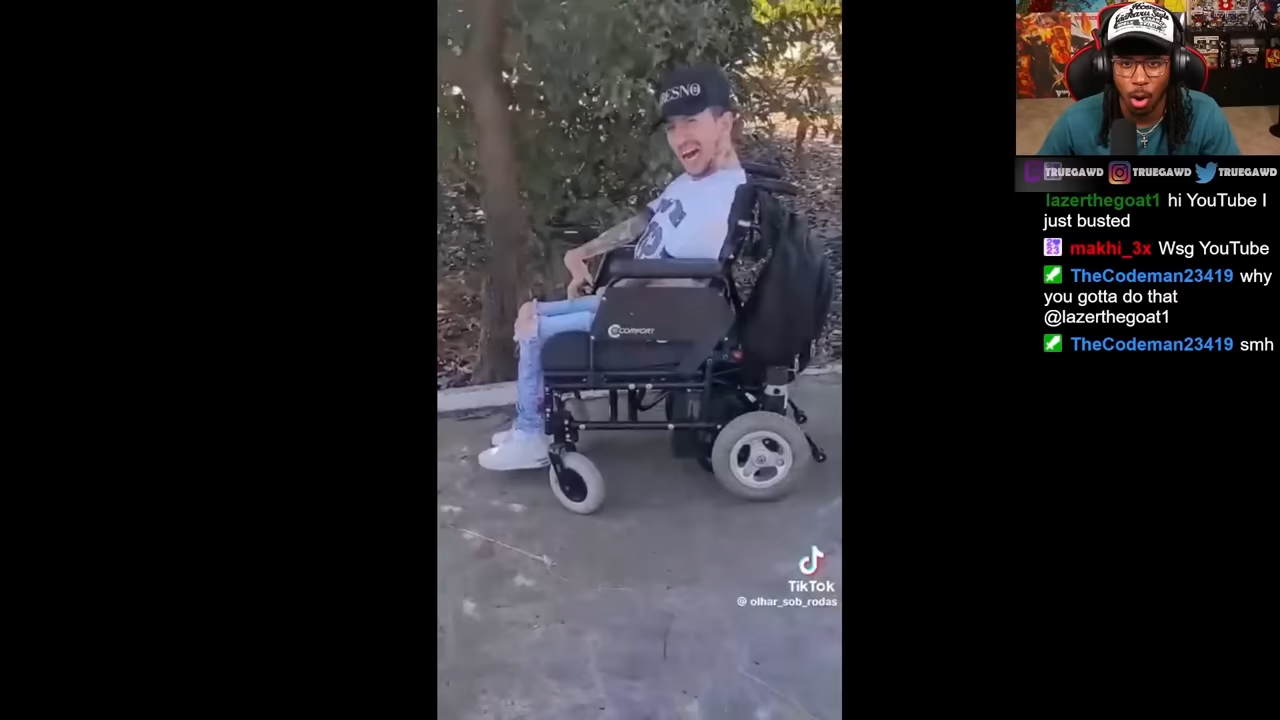 RESNO
COMFORT
TikTok
@ olhar_sob_rodas
TRUEGAWD TRUEGAWD TRUEGAWD
lazerthegoat1 hi YouTube I
just busted
makhi_3x Wsg YouTube
TheCodeman23419 why
you gotta do that
@lazerthegoat1
TheCodeman23419 smh